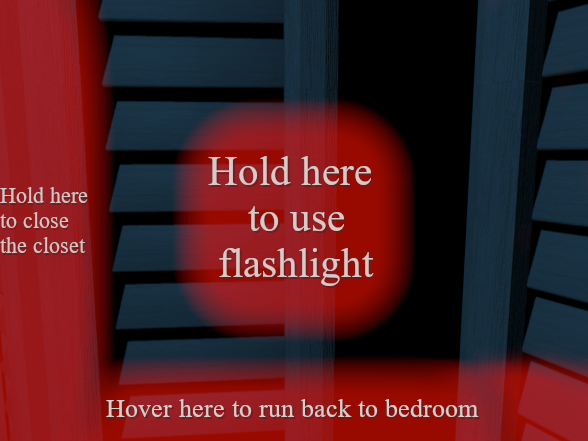 Hold here
to use
flashlight
Hold here
to close
the closet
Hover here to run back to bedroom